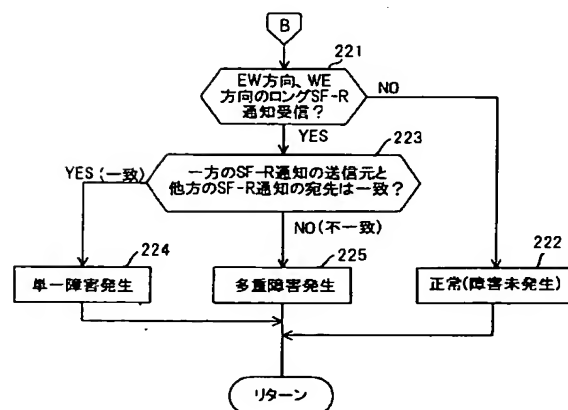 B
221
EW方向、WE
方向のロングSF-R
通知受信？
NO
YES
223
一方のSF-R通知の送信元と
他方のSF-R通知の宛先は一致？
YES(一致)
NO(不一致)
224
単一障害発生
225
多重障害発生
222
正常(障害未発生)
リターン